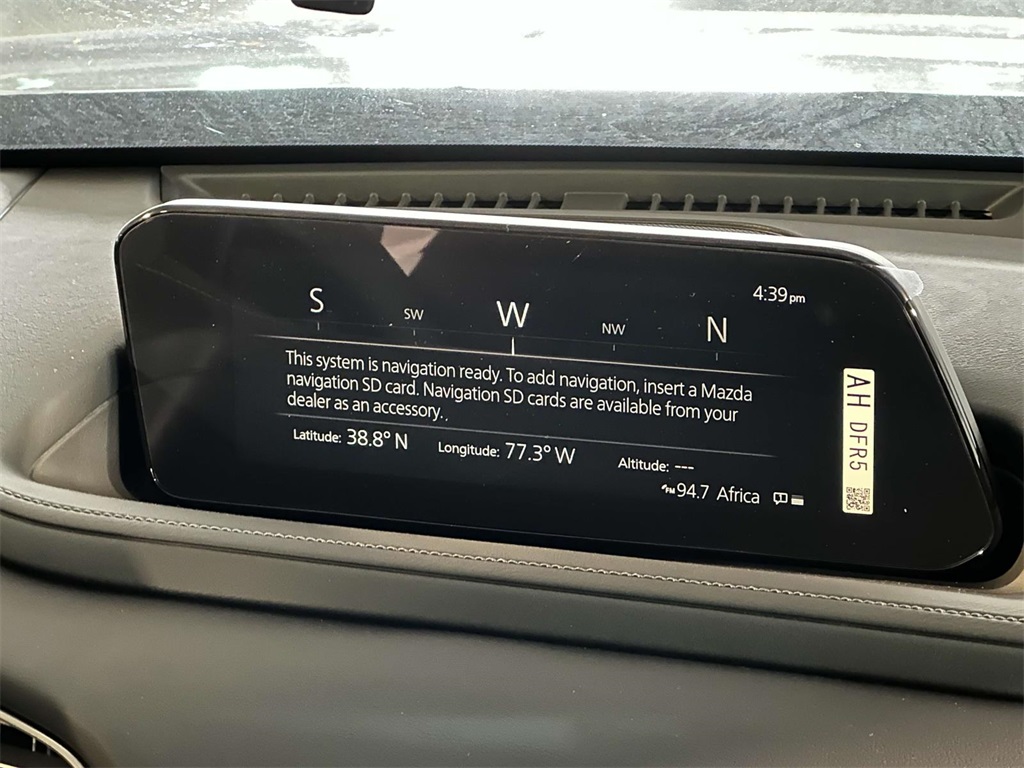 4:39pm
S SW W NW N
This system is navigation ready. To add navigation, insert a Mazda
navigation SD card. Navigation SD cards are available from your
dealer as an accessory..
Latitude: 38.8° N Longitude: 77.3° W Altitude: ---
FM 94.7 Africa
AH DFR5